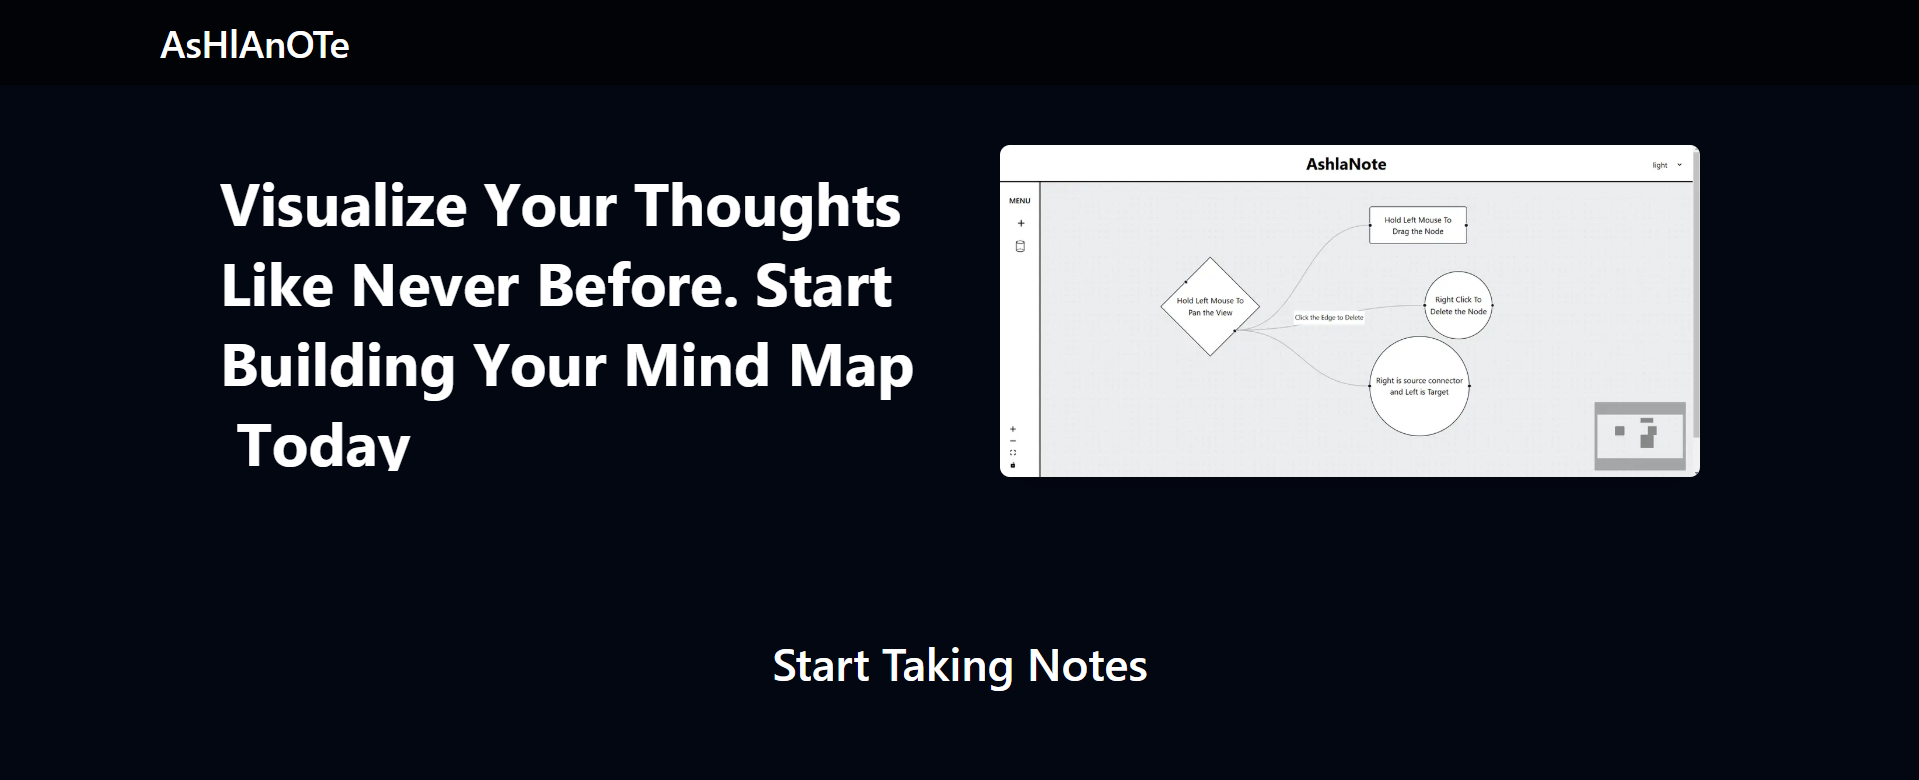 AsHlAnOTe
Visualize Your Thoughts
Like Never Before. Start
Building Your Mind Map
Today
AshlaNote
light
MENU
Hold Left Mouse To
Drag the Node
Hold Left Mouse To
Pan the View
Click the Edge to Delete
Right Click To
Delete the Node
Right is source connector
and Left is Target
Start Taking Notes